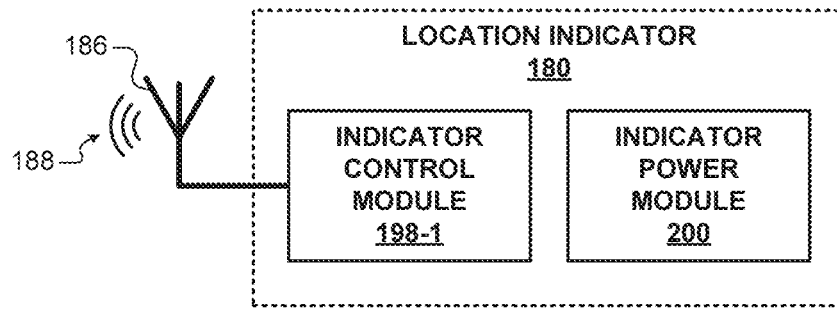 186
188
LOCATION INDICATOR
180
INDICATOR
CONTROL
MODULE
198-1
INDICATOR
POWER
MODULE
200